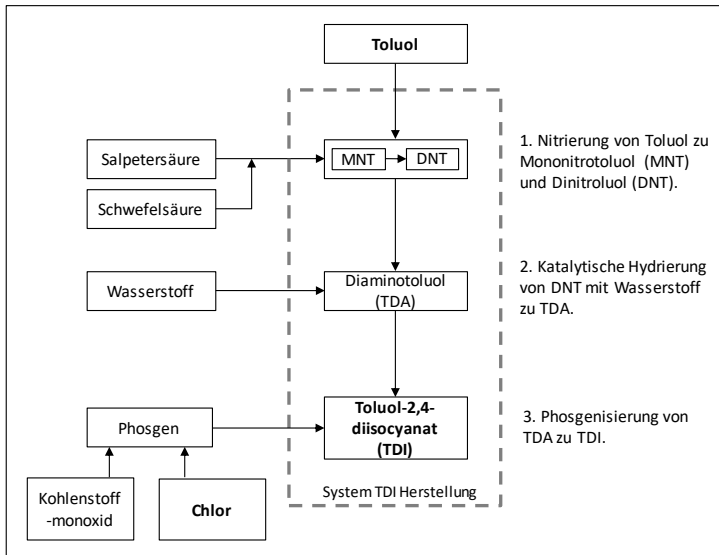 Toluol
Salpetersäure
Schwefelsäure
MNT
DNT
1. Nitrierung von Toluol zu
Mononitrotoluol (MNT)
und Dinitroluol (DNT).
Wasserstoff
Diaminotoluol
(TDA)
2. Katalytische Hydrierung
von DNT mit Wasserstoff
zu TDA.
Phosgen
Toluol-2,4-
diisocyanat
(TDI)
3. Phosgenisierung von
TDA zu TDI.
Kohlenstoff
-monoxid
Chlor
System TDI Herstellung